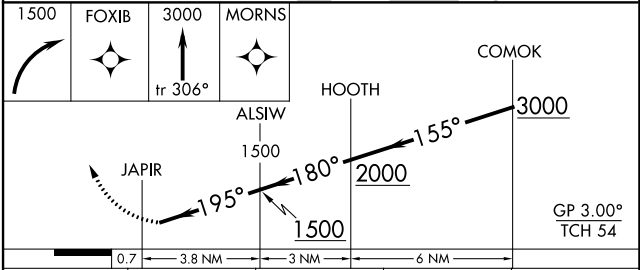 1500 FOXIB 3000 MORNS
tr 306°
COMOK
HOOTH
ALSIW
3000
155°
1500
JAPIR
180°
2000
195°
1500
GP 3.00°
TCH 54
0.7 3.8 NM 3 NM 6 NM